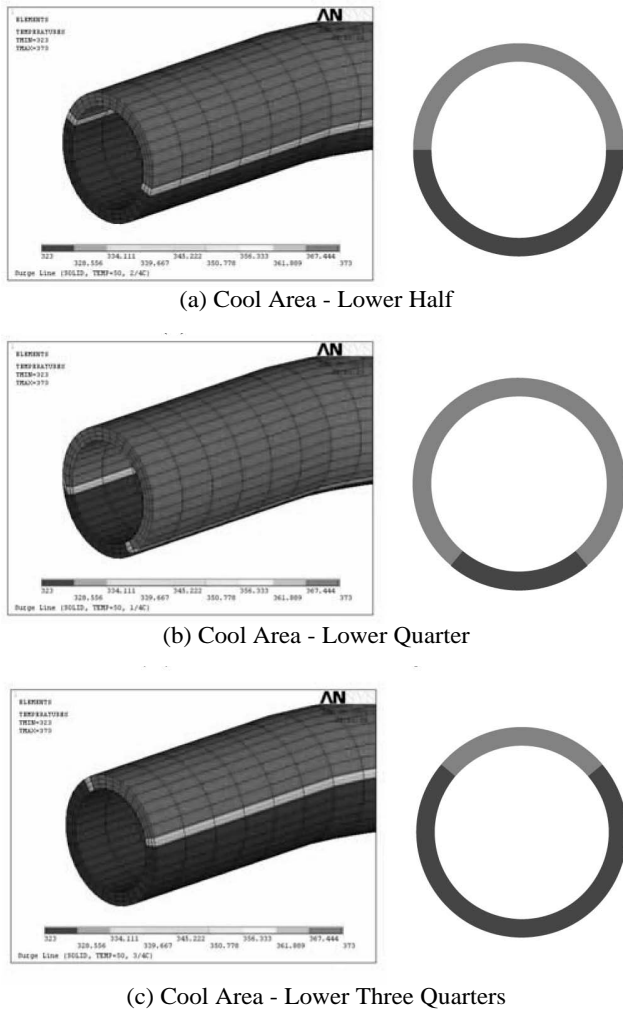 ELEMENTS
TEMPERATURES
TMIN=323
TMAX=373
AN
323 334.111 345.222 356.333 367.444
328.556 339.667 350.778 361.889 373
Surge Line (SOLID, TEMP=50, 2/4C)
(a) Cool Area - Lower Half
ELEMENTS
TEMPERATURES
TMIN=323
TMAX=373
AN
323 334.111 345.222 356.333 367.444
328.556 339.667 350.778 361.889 373
Surge Line (SOLID, TEMP=50, 1/4C)
(b) Cool Area - Lower Quarter
ELEMENTS
TEMPERATURES
TMIN=323
TMAX=373
AN
323 334.111 345.222 356.333 367.444
328.556 339.667 350.778 361.889 373
Surge Line (SOLID, TEMP=50, 3/4C)
(c) Cool Area - Lower Three Quarters